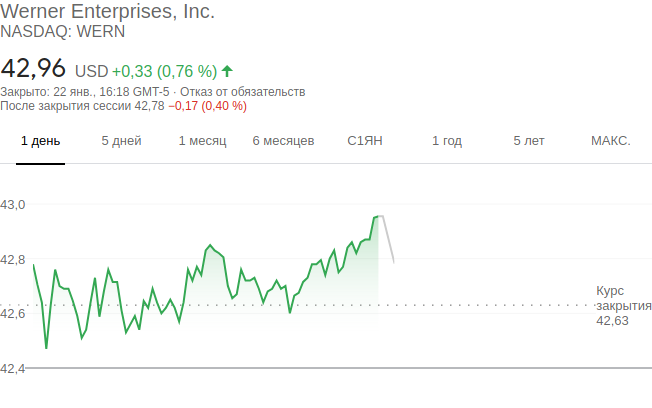 Werner Enterprises, Inc.
NASDAQ: WERN
42,96 USD +0,33 (0,76 %)
Закрыто: 22 янв., 16:18 GMT-5 · Отказ от обязательств
После закрытия сессии 42,78 −0,17 (0,40 %)
1 день 5 дней 1 месяц 6 месяцев С1ЯН 1 год 5 лет МАКС.
43,0
42,8
42,6
42,4
Курс
закрытия
42,63